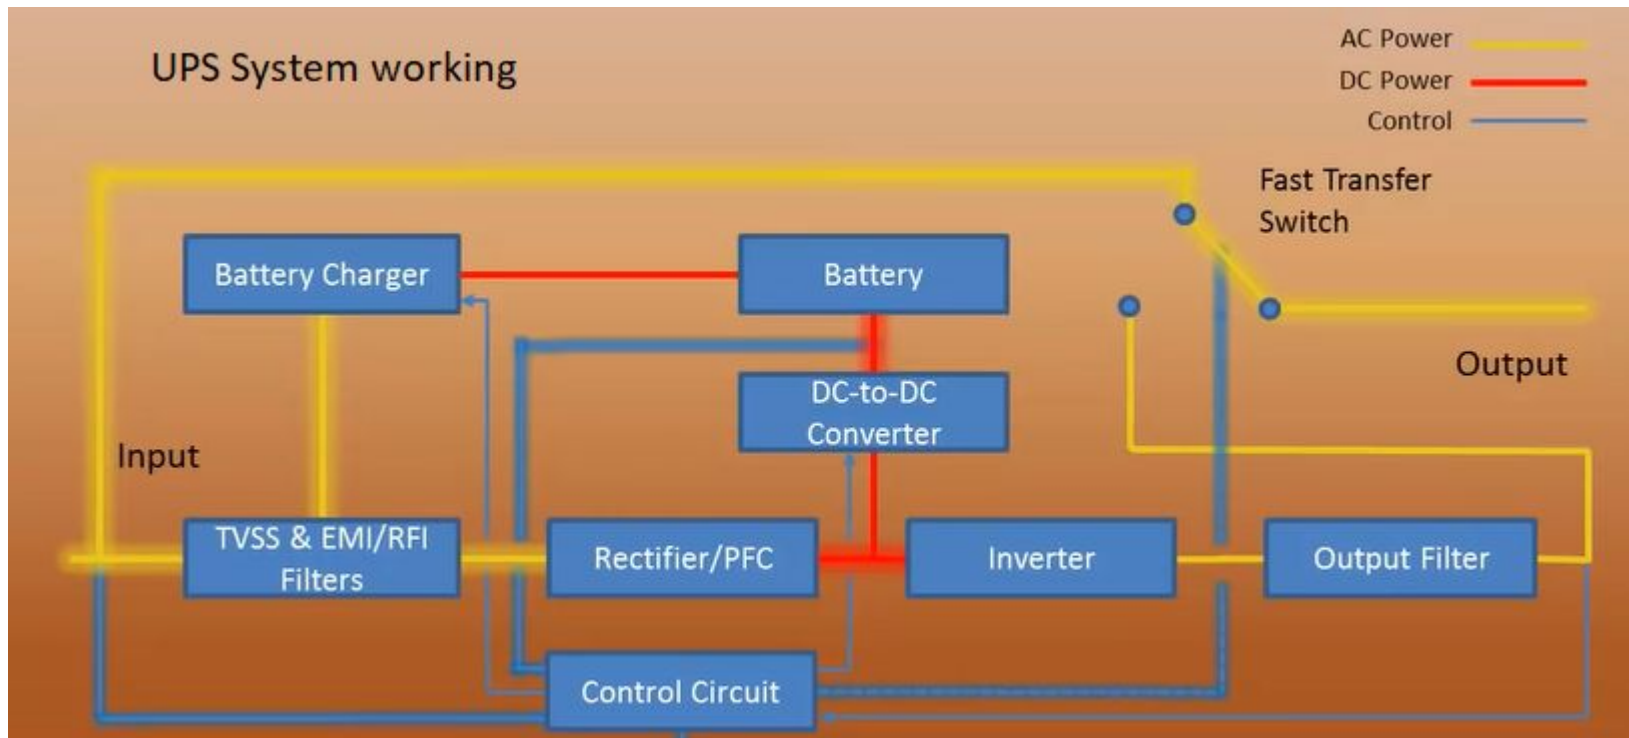 UPS System working
AC Power
DC Power
Control
Fast Transfer
Switch
Battery Charger
Battery
DC-to-DC
Converter
Output
Input
TVSS & EMI/RFI
Filters
Rectifier/PFC
Inverter
Output Filter
Control Circuit